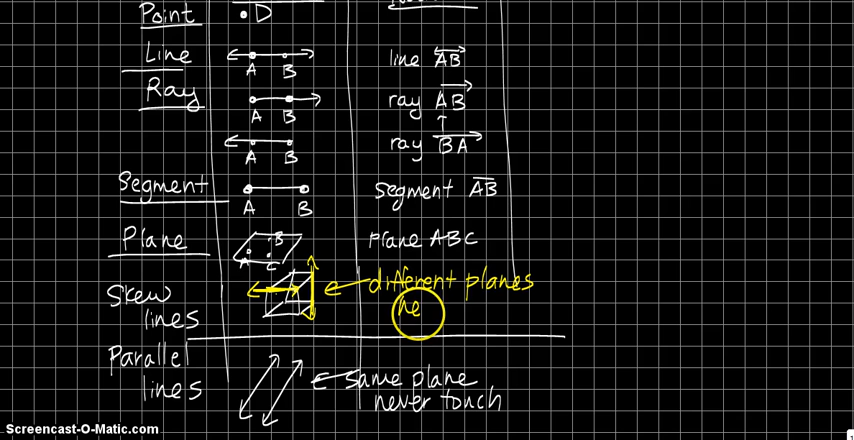 Point
D
Line
A B
line AB
Ray
A B
ray AB
A B
ray BA
Segment
A B
segment AB
Plane
A B C
Plane ABC
Skew lines
different planes
ne
Parallel lines
same plane
never touch
Screencast-O-Matic.com